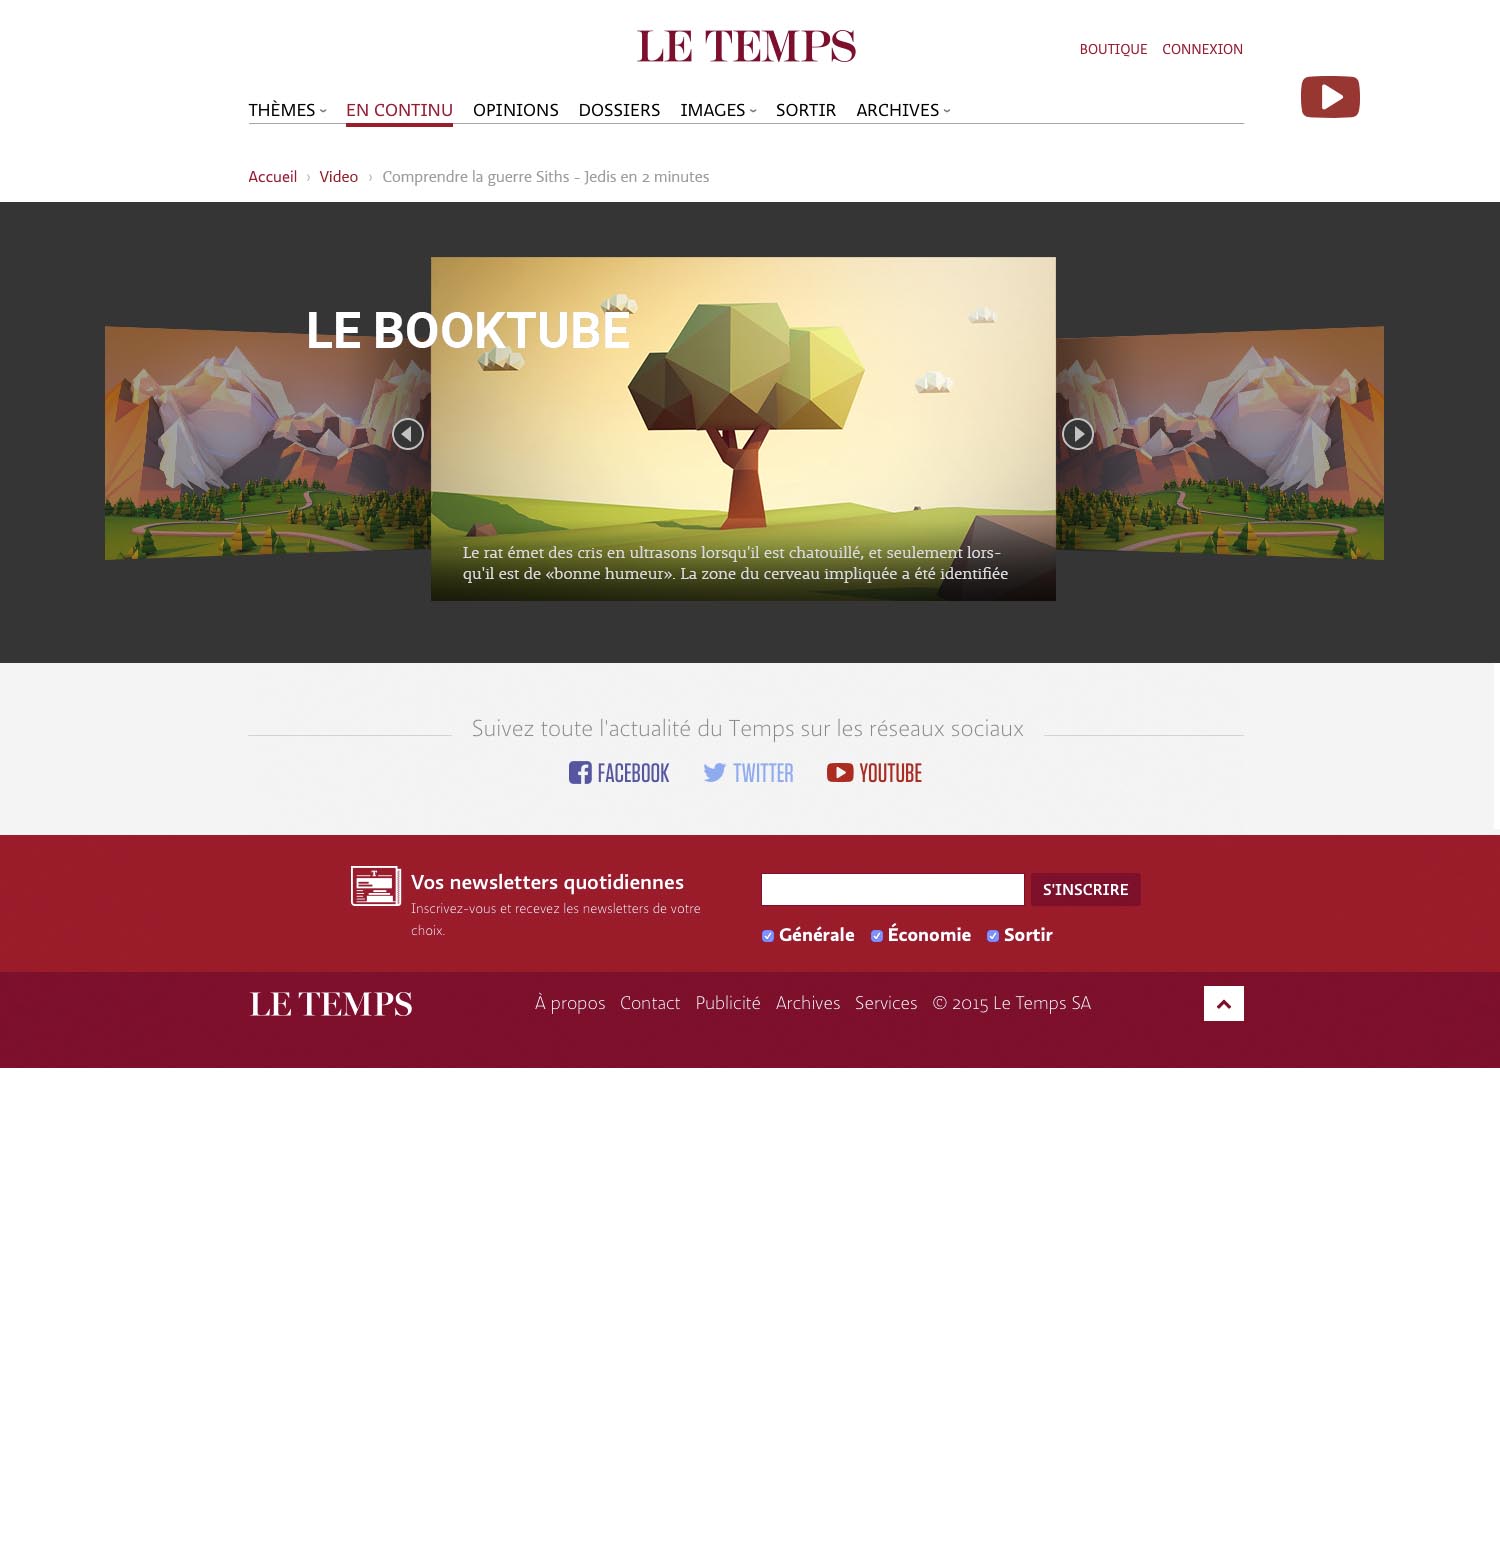 LE TEMPS
BOUTIQUE CONNEXION
THÈMES EN CONTINU OPINIONS DOSSIERS IMAGES SORTIR ARCHIVES
Accueil › Video › Comprendre la guerre Siths - Jedis en 2 minutes
LE BOOKTUBE
Le rat émet des cris en ultrasons lorsqu'il est chatouillé, et seulement lors-
qu'il est de «bonne humeur». La zone du cerveau impliquée a été identifiée
Suivez toute l'actualité du Temps sur les réseaux sociaux
FACEBOOK TWITTER YOUTUBE
Vos newsletters quotidiennes
Inscrivez-vous et recevez les newsletters de votre
choix.
S'INSCRIRE
Générale Économie Sortir
LE TEMPS
À propos Contact Publicité Archives Services © 2015 Le Temps SA